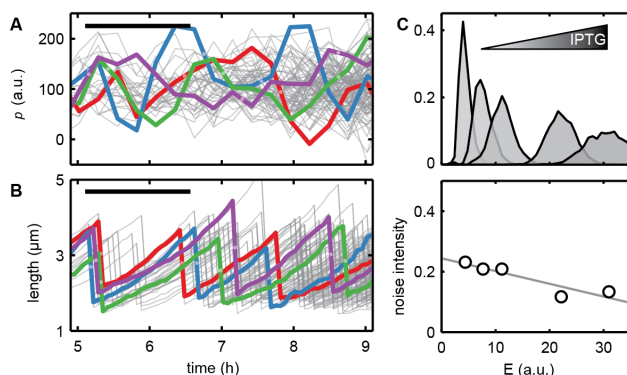 A
p (a.u.)
200
100
0
B
length (μm)
5
3
1
5
6
7
8
9
time (h)
C
0.4
0.2
0
IPTG
noise intensity
0.4
0.2
0
0
10
20
30
E (a.u.)